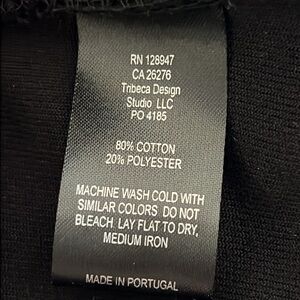 RN 128947
CA 26276
Tribeca Design
Studio LLC
PO 4185
80% COTTON
20% POLYESTER
MACHINE WASH COLD WITH
SIMILAR COLORS. DO NOT
BLEACH. LAY FLAT TO DRY,
MEDIUM IRON
MADE IN PORTUGAL